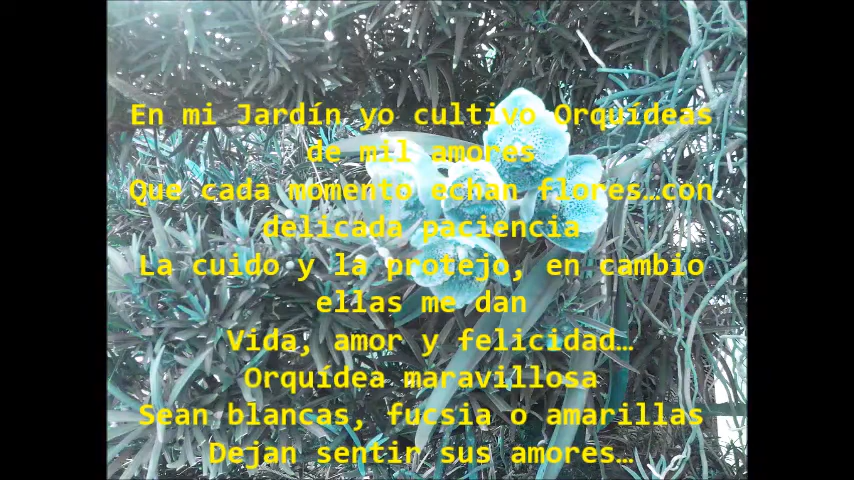 En mi Jardín yo cultivo Orquídeas
de mil amores
Que cada momento echan flores…con
delicada paciencia
La cuido y la protejo, en cambio
ellas me dan
Vida, amor y felicidad…
Orquídea maravillosa
Sean blancas, fucsia o amarillas
Dejan sentir sus amores…